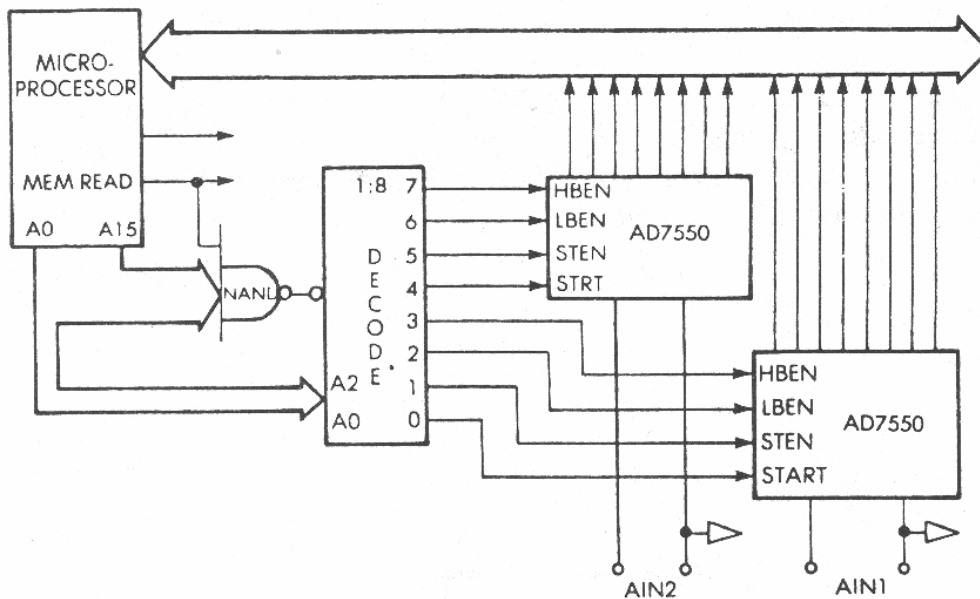 MICRO-
PROCESSOR
MEM READ
A0 A15
NAND
1:8
DECODE
A2
A0
7
6
5
4
3
2
1
0
HBEN
LBEN
STEN
STRT
AD7550
HBEN
LBEN
STEN
START
AD7550
AIN2
AIN1